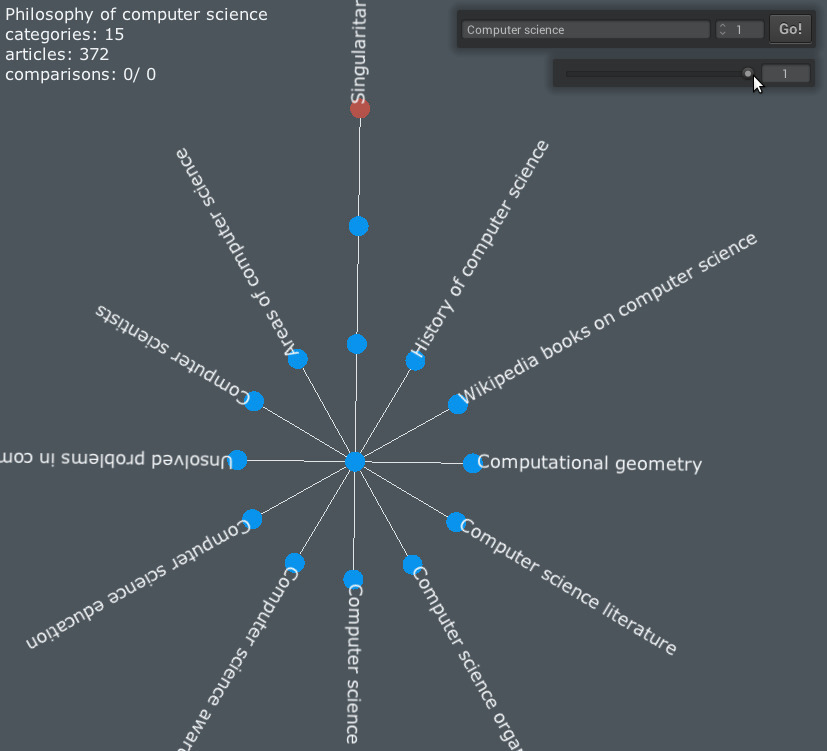 Philosophy of computer science
categories: 15
articles: 372
comparisons: 0/ 0
Computer science
1
Go!
1
Singularitar
Areas of computer science
History of computer science
Wikipedia books on computer science
Computer scientists
Unsolved problems in com
Computational geometry
Computer science education
Computer science literature
Computer science awar
Computer science
Computer science organ